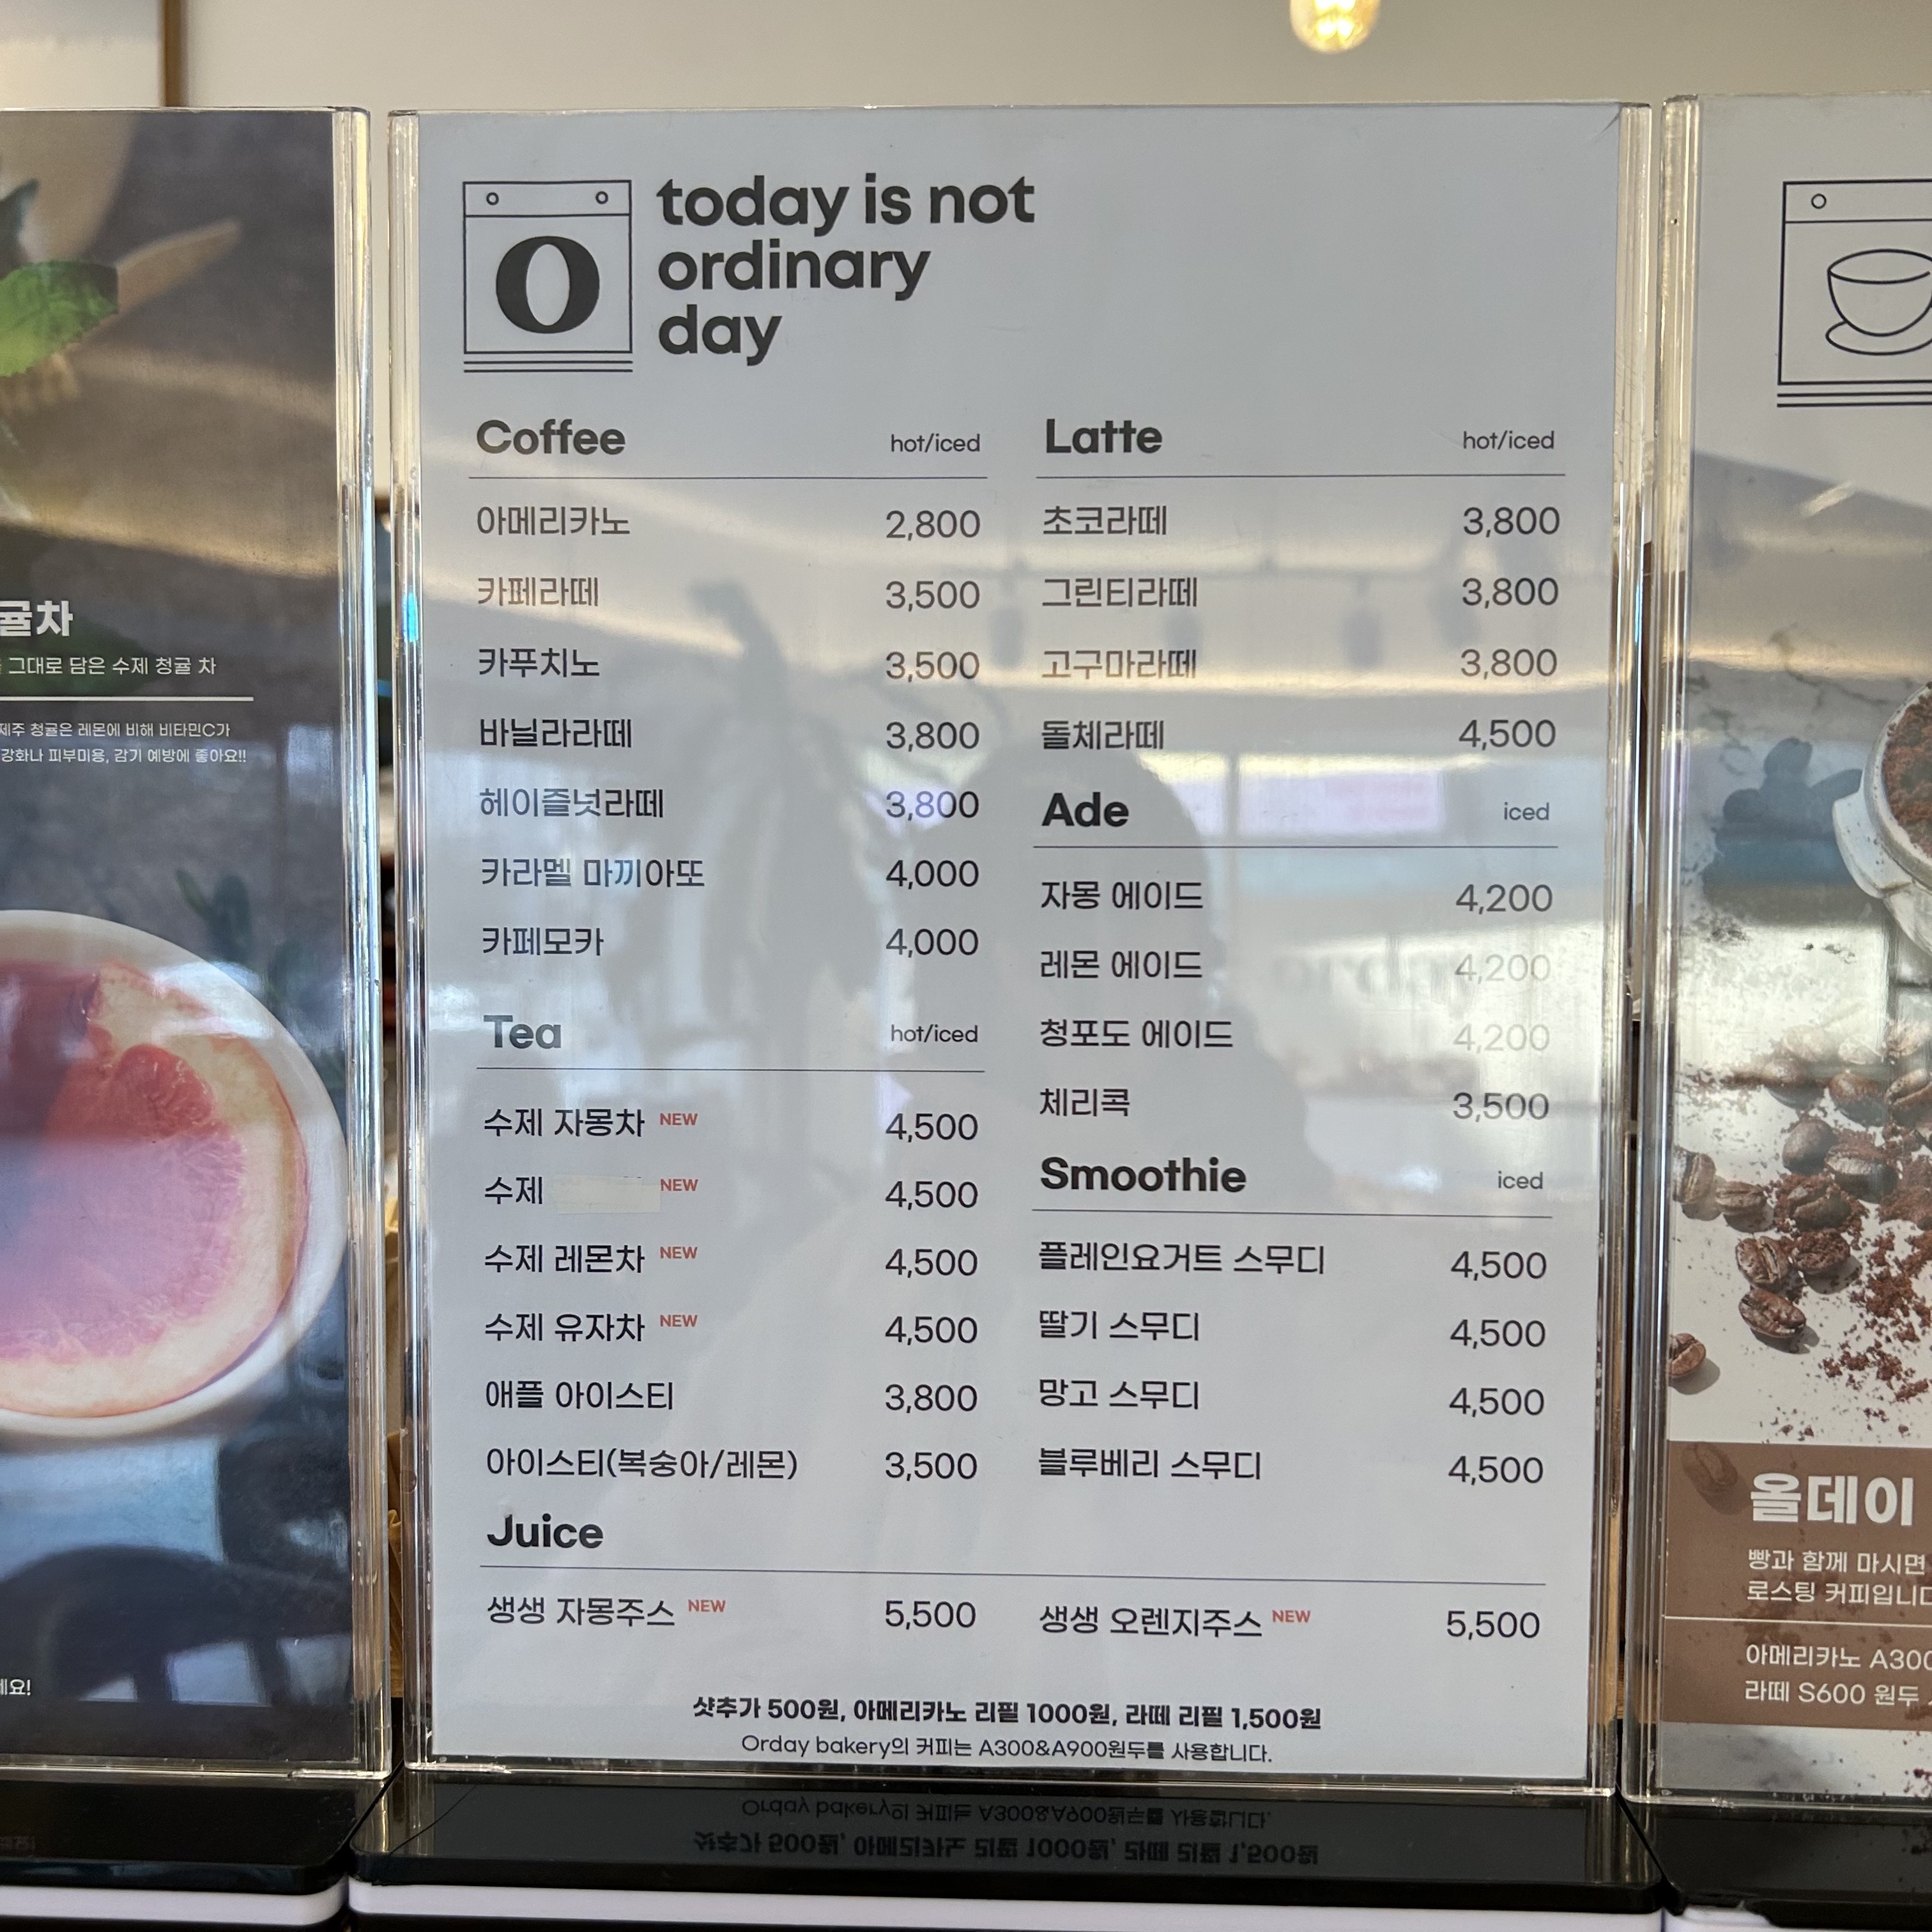 today is not
ordinary
day
Coffee hot/iced
아메리카노 2,800
카페라떼 3,500
카푸치노 3,500
바닐라라떼 3,800
헤이즐넛라떼 3,800
카라멜 마끼아또 4,000
카페모카 4,000
Tea hot/iced
수제 자몽차 NEW 4,500
수제 NEW 4,500
수제 레몬차 NEW 4,500
수제 유자차 NEW 4,500
애플 아이스티 3,800
아이스티(복숭아/레몬) 3,500
Latte hot/iced
초코라떼 3,800
그린티라떼 3,800
고구마라떼 3,800
돌체라떼 4,500
Ade iced
자몽 에이드 4,200
레몬 에이드 4,200
청포도 에이드 4,200
체리콕 3,500
Smoothie iced
플레인요거트 스무디 4,500
딸기 스무디 4,500
망고 스무디 4,500
블루베리 스무디 4,500
Juice
생생 자몽주스 NEW 5,500 생생 오렌지주스 NEW 5,500
샷추가 500원, 아메리카노 리필 1000원, 라떼 리필 1,500원
Orday bakery의 커피는 A300&A900원두를 사용합니다.
귤차
그대로 담은 수제 청귤 차
제주 청귤은 레몬에 비해 비타민C가
강화나 피부미용, 감기 예방에 좋아요!!
올데이
빵과 함께 마시면
로스팅 커피입니다
아메리카노 A300
라떼 S600 원두